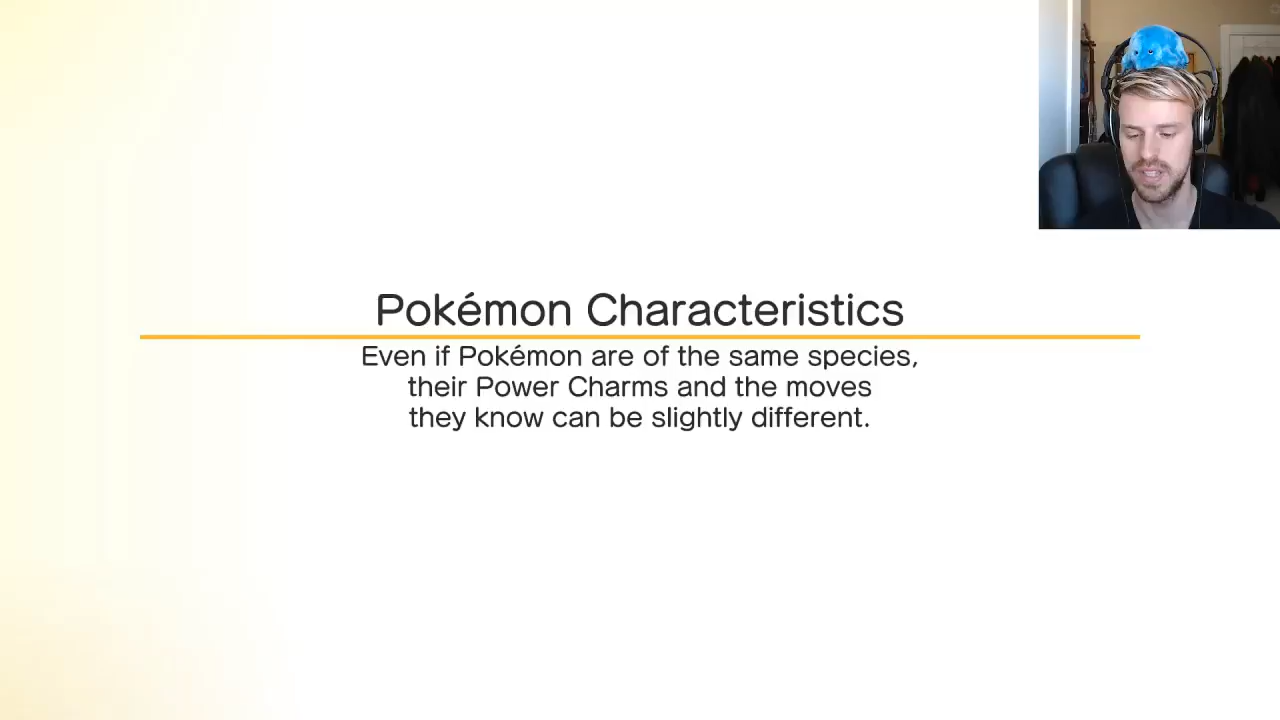 Pokémon Characteristics
Even if Pokémon are of the same species,
their Power Charms and the moves
they know can be slightly different.